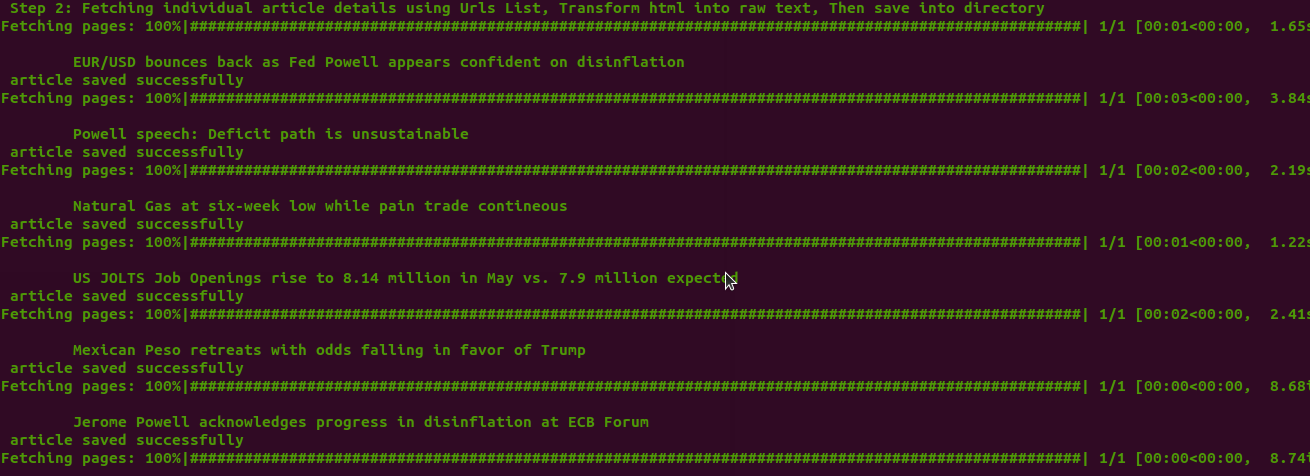 Step 2: Fetching individual article details using Urls List, Transform html into raw text, Then save into directory
Fetching pages: 100%|###################################################################################################| 1/1 [00:01<00:00,  1.65s
EUR/USD bounces back as Fed Powell appears confident on disinflation
article saved successfully
Fetching pages: 100%|###################################################################################################| 1/1 [00:03<00:00,  3.84s
Powell speech: Deficit path is unsustainable
article saved successfully
Fetching pages: 100%|###################################################################################################| 1/1 [00:02<00:00,  2.19s
Natural Gas at six-week low while pain trade contineous
article saved successfully
Fetching pages: 100%|###################################################################################################| 1/1 [00:01<00:00,  1.22s
US JOLTS Job Openings rise to 8.14 million in May vs. 7.9 million expected
article saved successfully
Fetching pages: 100%|###################################################################################################| 1/1 [00:02<00:00,  2.41s
Mexican Peso retreats with odds falling in favor of Trump
article saved successfully
Fetching pages: 100%|###################################################################################################| 1/1 [00:00<00:00,  8.68i
Jerome Powell acknowledges progress in disinflation at ECB Forum
article saved successfully
Fetching pages: 100%|###################################################################################################| 1/1 [00:00<00:00,  8.74i